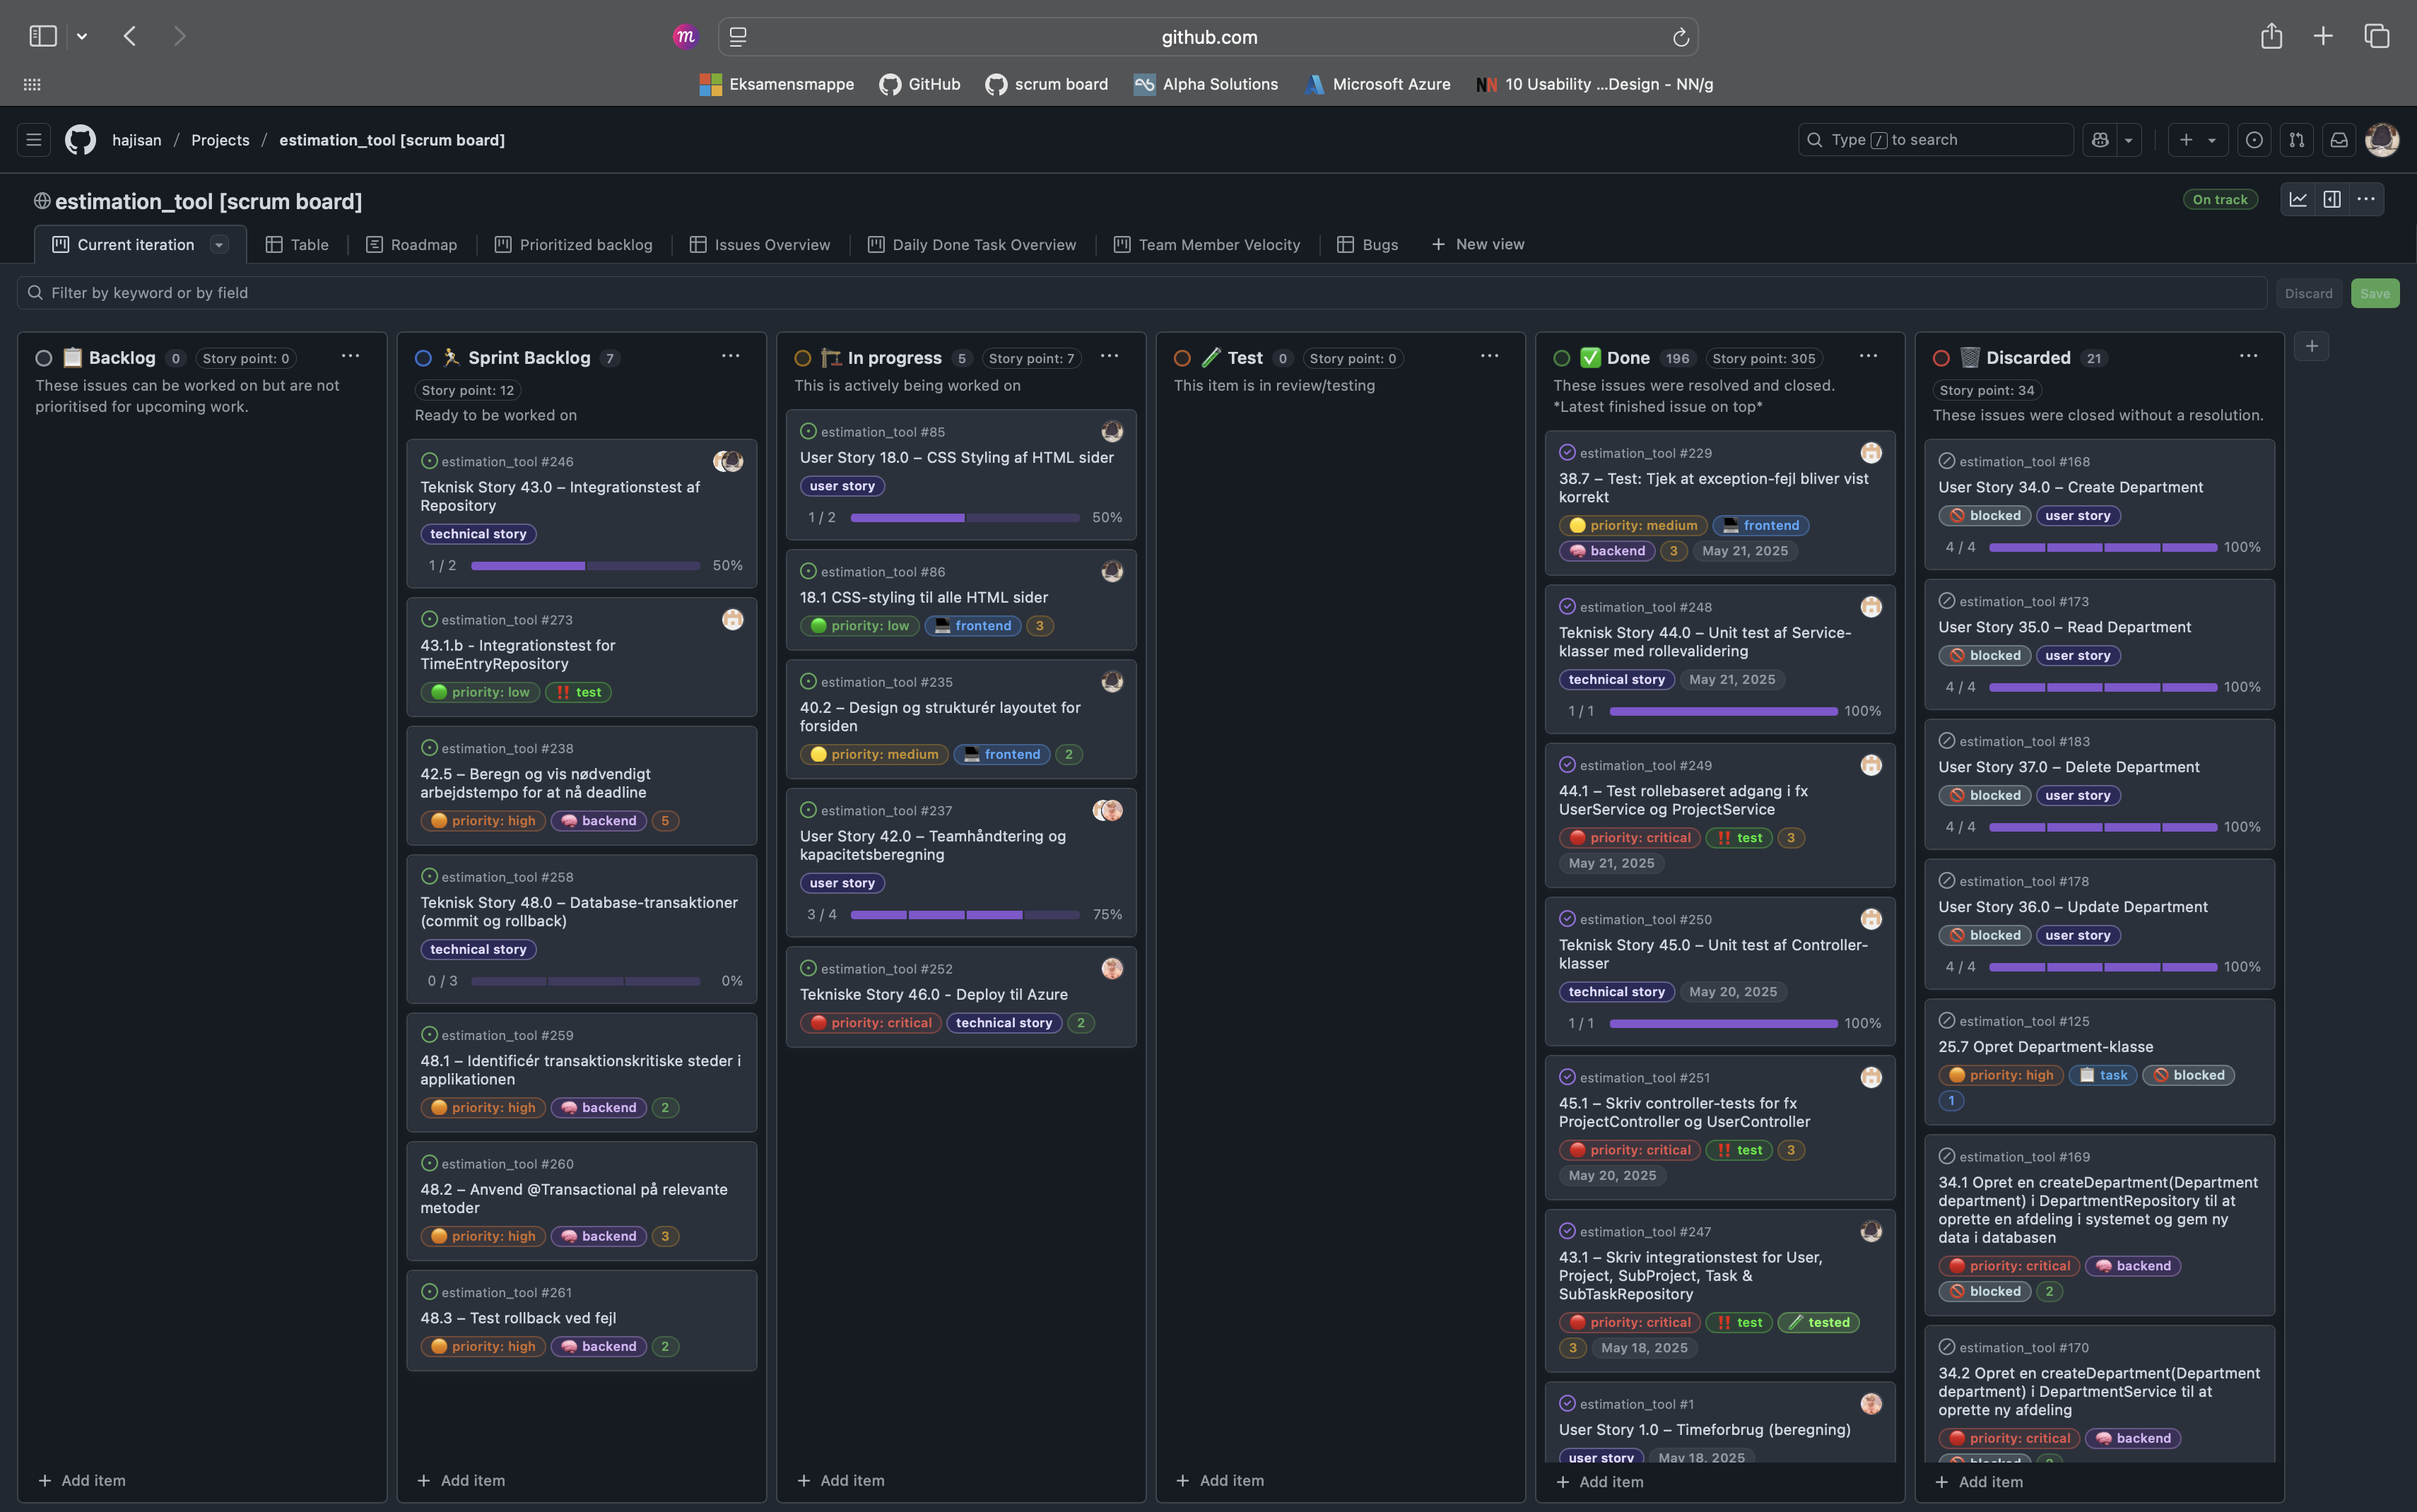 github.com
Eksamensmappe GitHub scrum board Alpha Solutions Microsoft Azure NN 10 Usability ...Design - NN/g
hajisan / Projects / estimation_tool [scrum board] Type / to search
estimation_tool [scrum board] On track
Current iteration Table Roadmap Prioritized backlog Issues Overview Daily Done Task Overview Team Member Velocity Bugs + New view
Filter by keyword or by field Discard Save
Backlog 0 Story point: 0
These issues can be worked on but are not
prioritised for upcoming work.
+ Add item
Sprint Backlog 7
Story point: 12
Ready to be worked on
estimation_tool #246
Teknisk Story 43.0 – Integrationstest af
Repository
technical story
1 / 2 50%
estimation_tool #273
43.1.b - Integrationstest for
TimeEntryRepository
priority: low test
estimation_tool #238
42.5 – Beregn og vis nødvendigt
arbejdstempo for at nå deadline
priority: high backend 5
estimation_tool #258
Teknisk Story 48.0 – Database-transaktioner
(commit og rollback)
technical story
0 / 3 0%
estimation_tool #259
48.1 – Identificér transaktionskritiske steder i
applikationen
priority: high backend 2
estimation_tool #260
48.2 – Anvend @Transactional på relevante
metoder
priority: high backend 3
estimation_tool #261
48.3 – Test rollback ved fejl
priority: high backend 2
+ Add item
In progress 5 Story point: 7
This is actively being worked on
estimation_tool #85
User Story 18.0 – CSS Styling af HTML sider
user story
1 / 2 50%
estimation_tool #86
18.1 CSS-styling til alle HTML sider
priority: low frontend 3
estimation_tool #235
40.2 – Design og strukturér layoutet for
forsiden
priority: medium frontend 2
estimation_tool #237
User Story 42.0 – Teamhåndtering og
kapacitetsberegning
user story
3 / 4 75%
estimation_tool #252
Tekniske Story 46.0 - Deploy til Azure
priority: critical technical story 2
+ Add item
Test 0 Story point: 0
This item is in review/testing
+ Add item
Done 196 Story point: 305
These issues were resolved and closed.
*Latest finished issue on top*
estimation_tool #229
38.7 – Test: Tjek at exception-fejl bliver vist
korrekt
priority: medium frontend
backend 3 May 21, 2025
estimation_tool #248
Teknisk Story 44.0 – Unit test af Service-
klasser med rollevalidering
technical story May 21, 2025
1 / 1 100%
estimation_tool #249
44.1 – Test rollebaseret adgang i fx
UserService og ProjectService
priority: critical test 3
May 21, 2025
estimation_tool #250
Teknisk Story 45.0 – Unit test af Controller-
klasser
technical story May 20, 2025
1 / 1 100%
estimation_tool #251
45.1 – Skriv controller-tests for fx
ProjectController og UserController
priority: critical test 3
May 20, 2025
estimation_tool #247
43.1 – Skriv integrationstest for User,
Project, SubProject, Task &
SubTaskRepository
priority: critical test tested
3 May 18, 2025
estimation_tool #1
User Story 1.0 – Timeforbrug (beregning)
user story May 18, 2025
+ Add item
Discarded 21
Story point: 34
These issues were closed without a resolution.
estimation_tool #168
User Story 34.0 – Create Department
blocked user story
4 / 4 100%
estimation_tool #173
User Story 35.0 – Read Department
blocked user story
4 / 4 100%
estimation_tool #183
User Story 37.0 – Delete Department
blocked user story
4 / 4 100%
estimation_tool #178
User Story 36.0 – Update Department
blocked user story
4 / 4 100%
estimation_tool #125
25.7 Opret Department-klasse
priority: high task blocked
1
estimation_tool #169
34.1 Opret en createDepartment(Department
department) i DepartmentRepository til at
oprette en afdeling i systemet og gem ny
data i databasen
priority: critical backend
blocked 2
estimation_tool #170
34.2 Opret en createDepartment(Department
department) i DepartmentService til at
oprette ny afdeling
priority: critical backend
blocked
+ Add item